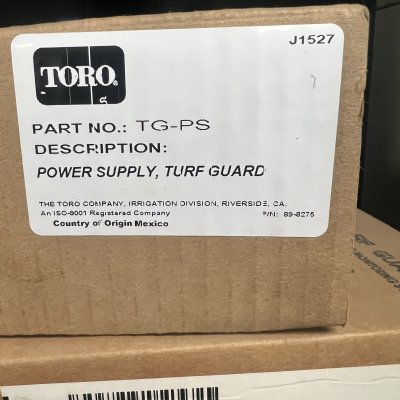 J1527
TORO
PART NO.: TG-PS
DESCRIPTION:
POWER SUPPLY, TURF GUARD
THE TORO COMPANY, IRRIGATION DIVISION, RIVERSIDE, CA.
An ISO-9001 Registered Company P/N: 89-8275
Country of Origin Mexico